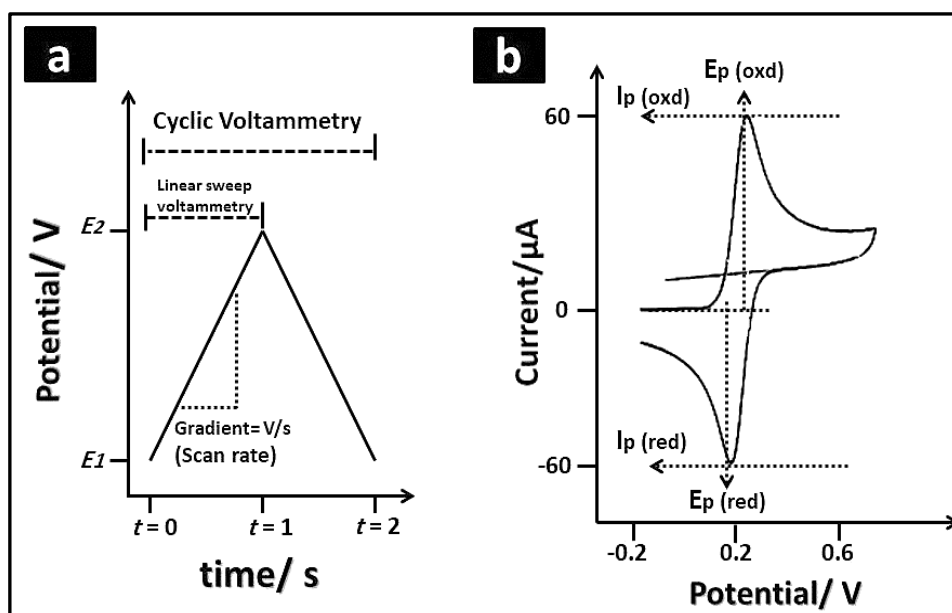 a
Cyclic Voltammetry
Linear sweep
voltammetry
E2
Potential/ V
Gradient= V/s
(Scan rate)
E1
t = 0
t = 1
t = 2
time/ s
b
Ep (oxd)
Ip (oxd)
60
Current/µA
0
Ip (red)
-60
Ep (red)
-0.2
0.2
0.6
Potential/ V